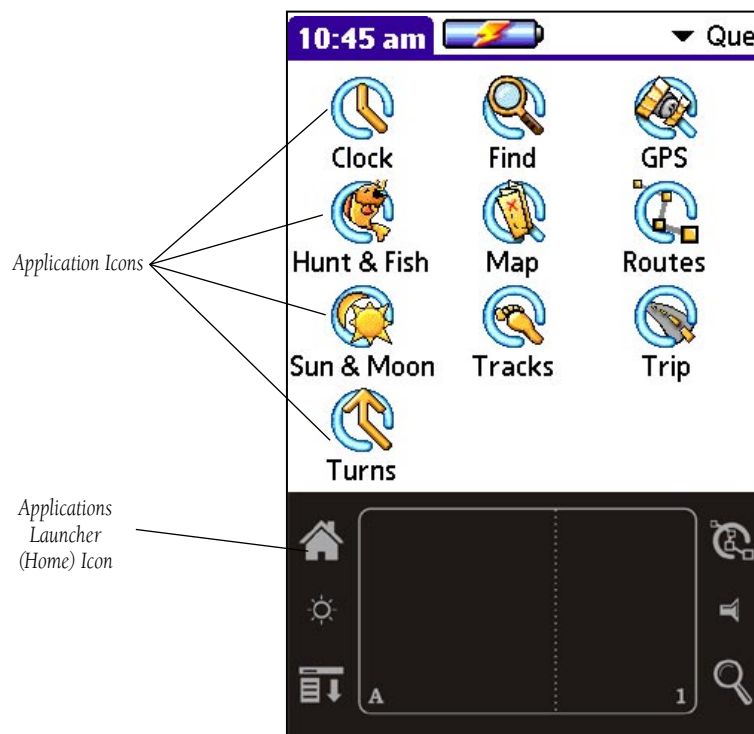 10:45 am
Que
Clock Find GPS
Hunt & Fish Map Routes
Application Icons
Sun & Moon Tracks Trip
Turns
Applications
Launcher
(Home) Icon
A 1